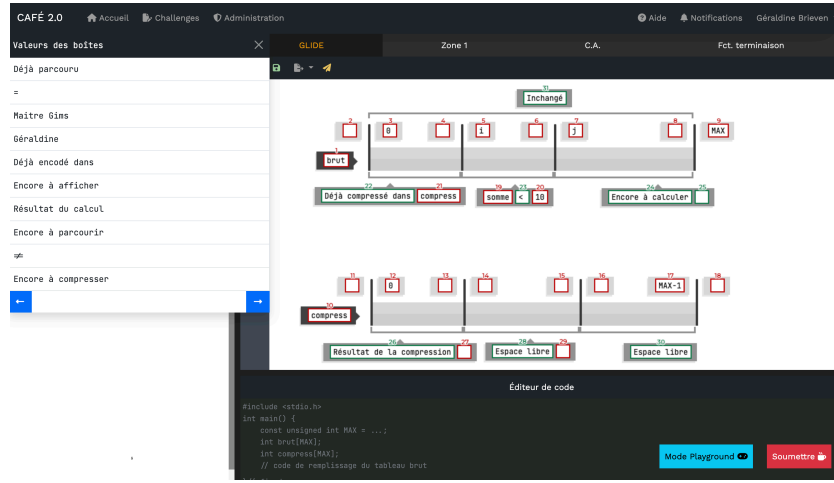 CAFÉ 2.0 Accueil Challenges Administration Aide Notifications Géraldine Brieven
Valeurs des boîtes GLIDE Zone 1 C.A. Fct. terminaison
Déjà parcouru
=
Maitre Gims
Géraldine
Déjà encodé dans
Encore à afficher
Résultat du calcul
Encore à parcourir
≠
Encore à compresser
← →
31
Inchangé
2 3 4 5 6 7 8 9
0 i j MAX
1
brut
22 21 19 23 20 24 25
Déjà compressé dans compress somme < 10 Encore à calculer
11 12 13 14 15 16 17 18
0 MAX-1
10
compress
26 27 28 29 30
Résultat de la compression Espace libre Espace libre
Éditeur de code
#include <stdio.h>
int main() {
const unsigned int MAX = ...;
int brut[MAX];
int compress[MAX];
// code de remplissage du tableau brut
Mode Playground Soumettre